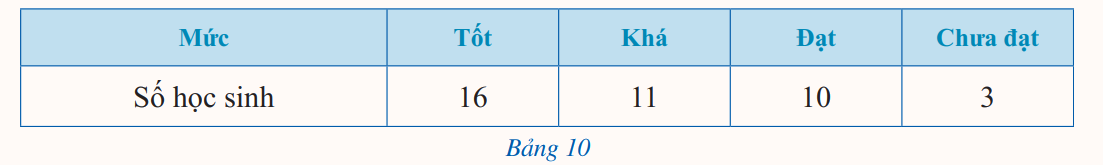 Mức Tốt Khá Đạt Chưa đạt
Số học sinh 16 11 10 3
Bảng 10